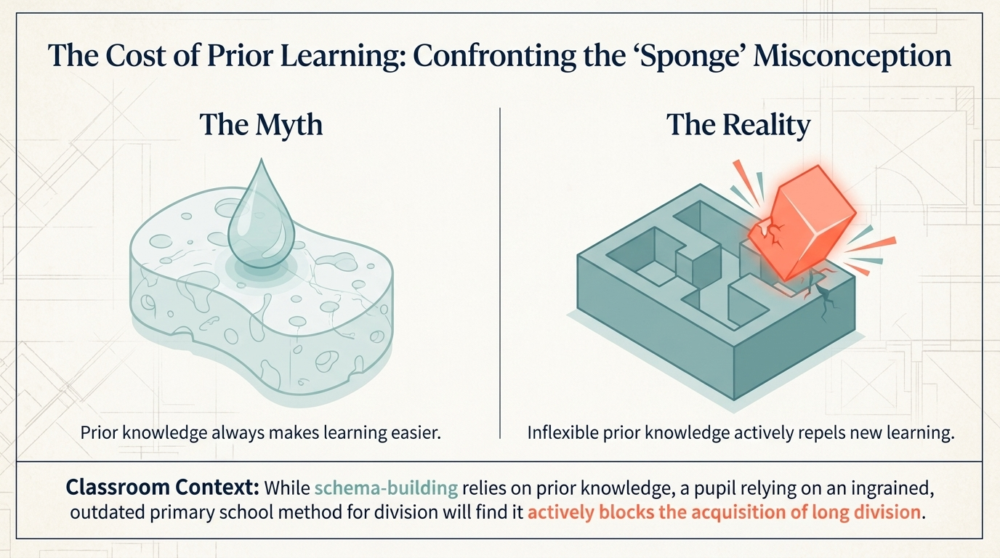 The Cost of Prior Learning: Confronting the ‘Sponge’ Misconception
The Myth
Prior knowledge always makes learning easier.
The Reality
Inflexible prior knowledge actively repels new learning.
Classroom Context: While schema-building relies on prior knowledge, a pupil relying on an ingrained,
outdated primary school method for division will find it actively blocks the acquisition of long division.